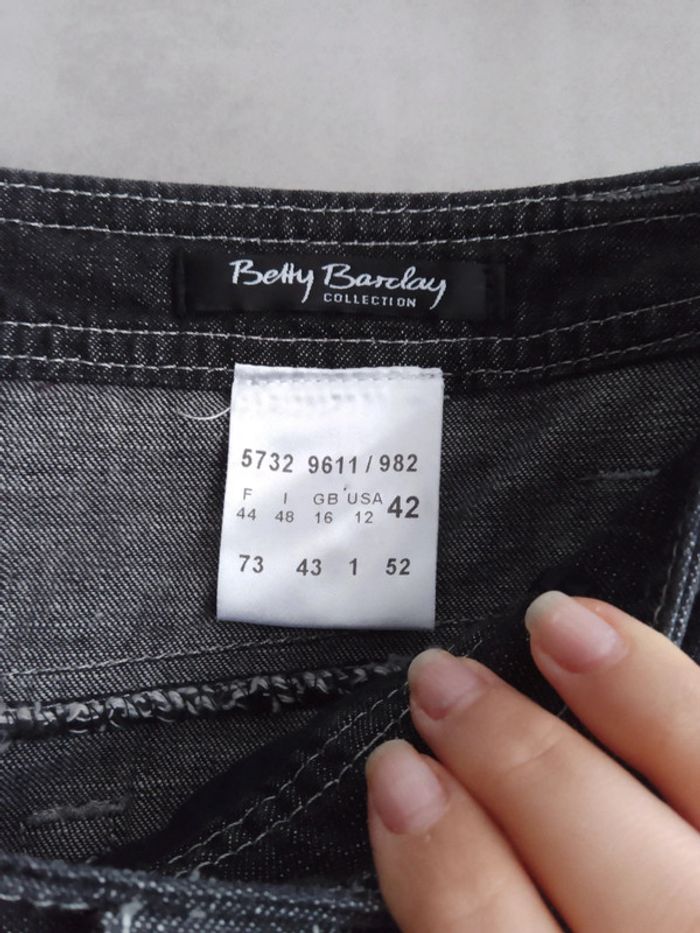 Betty Barclay
COLLECTION
5732 9611 / 982
F I GB USA 42
44 48 16 12
73 43 1 52